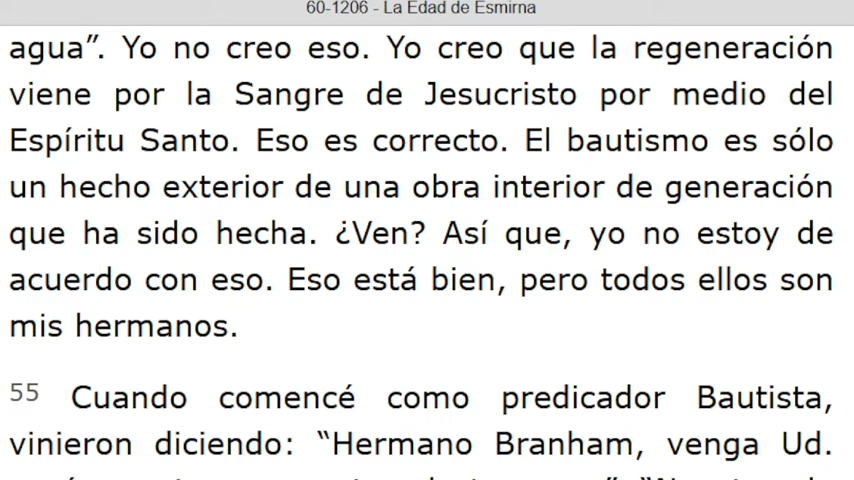 60-1206 - La Edad de Esmirna
agua”. Yo no creo eso. Yo creo que la regeneración
viene por la Sangre de Jesucristo por medio del
Espíritu Santo. Eso es correcto. El bautismo es sólo
un hecho exterior de una obra interior de generación
que ha sido hecha. ¿Ven? Así que, yo no estoy de
acuerdo con eso. Eso está bien, pero todos ellos son
mis hermanos.
55 Cuando comencé como predicador Bautista,
vinieron diciendo: “Hermano Branham, venga Ud.